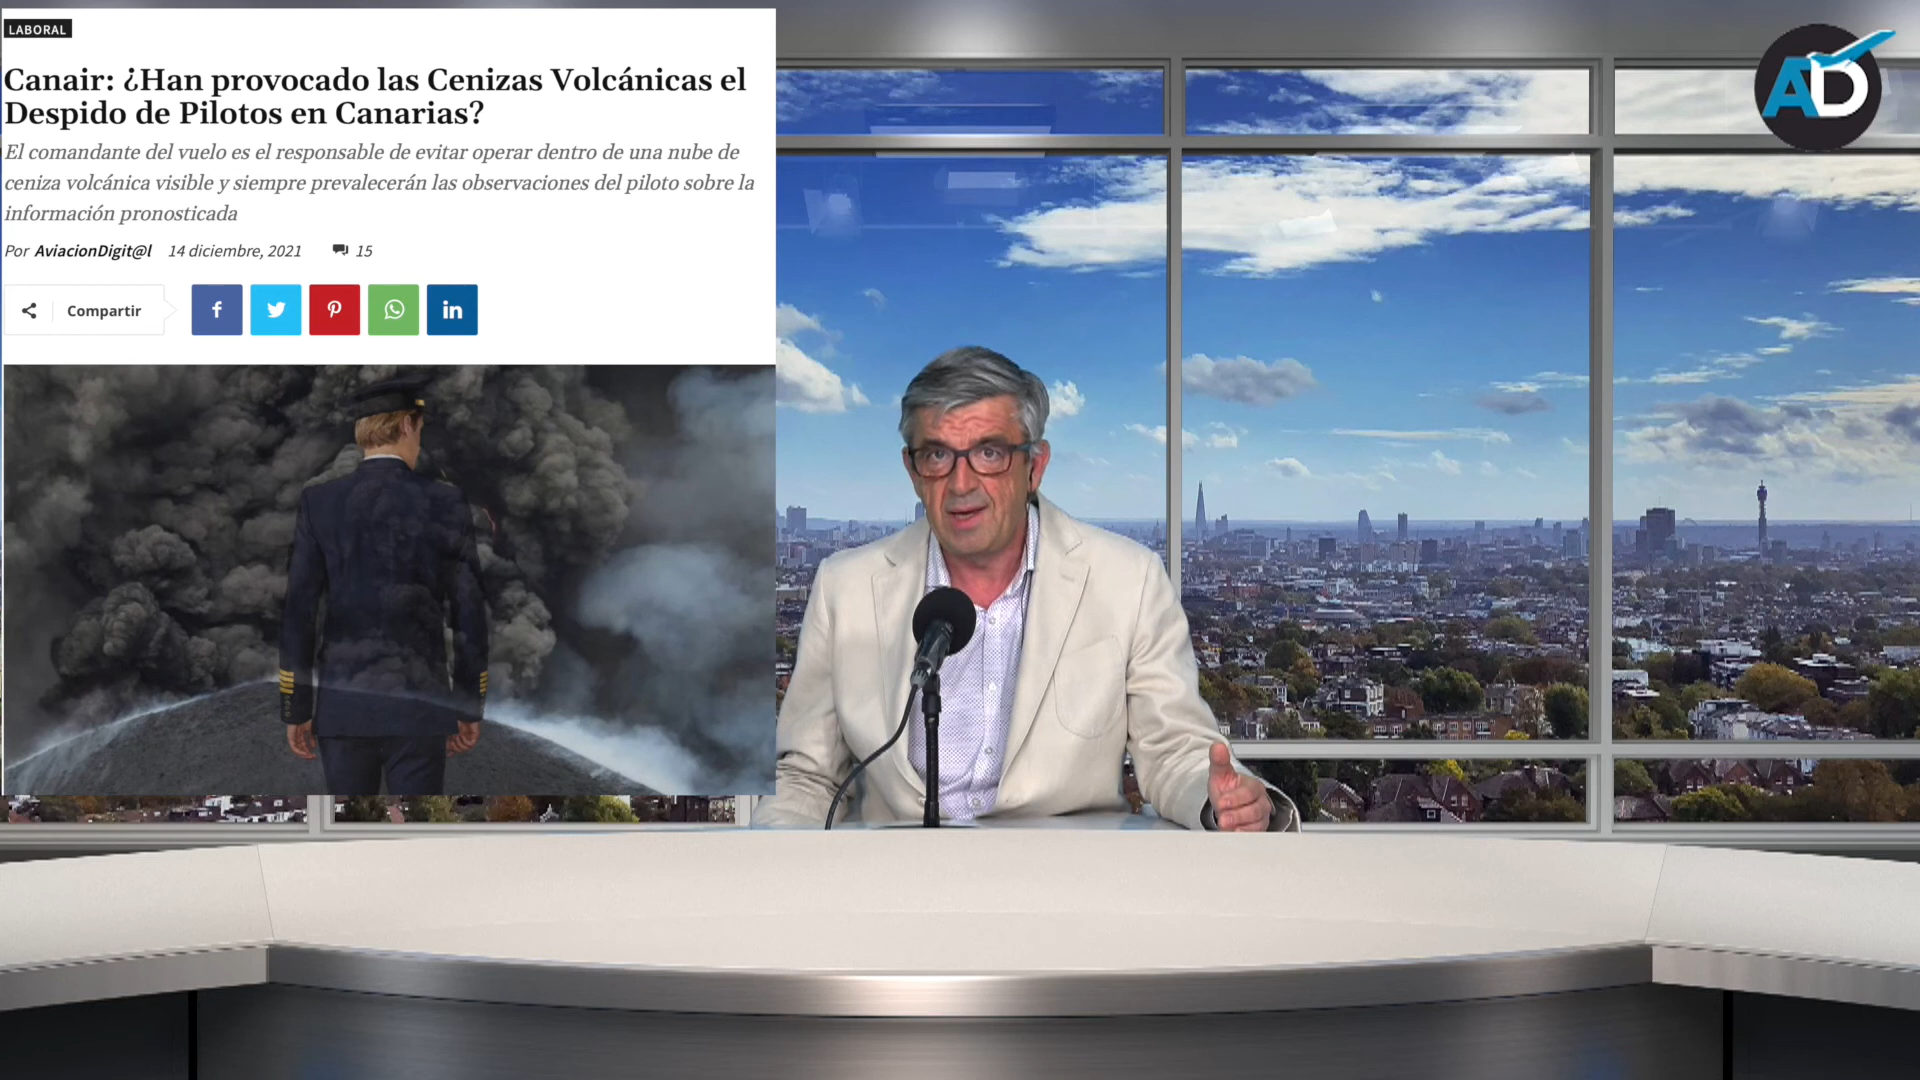 LABORAL
Canair: ¿Han provocado las Cenizas Volcánicas el
Despido de Pilotos en Canarias?
El comandante del vuelo es el responsable de evitar operar dentro de una nube de
ceniza volcánica visible y siempre prevalecerán las observaciones del piloto sobre la
información pronosticada
Por AviacionDigit@l 14 diciembre, 2021 15
Compartir
f
in
AD